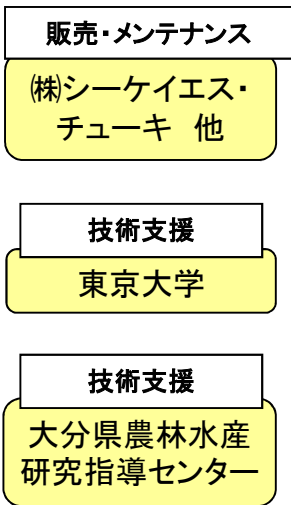 販売・メンテナンス
㈱シーケイエス・
チューキ 他
技術支援
東京大学
技術支援
大分県農林水産
研究指導センター